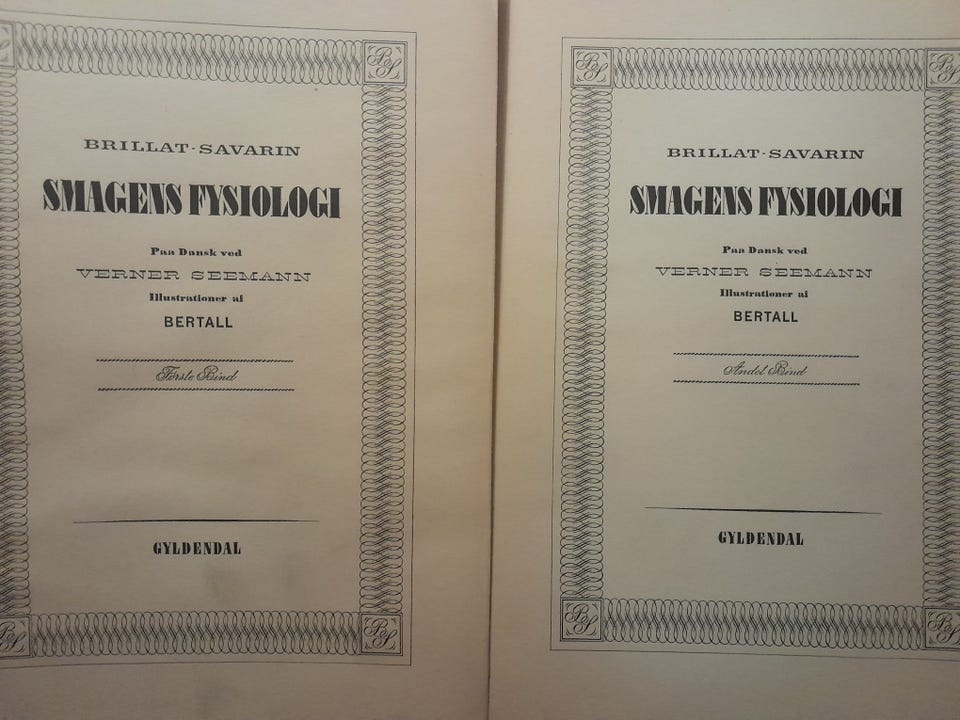 BRILLAT-SAVARIN
SMAGENS FYSIOLOGI
Paa Dansk ved
VERNER SEEMANN
Illustrationer af
BERTALL
Første Bind
GYLDENDAL
BRILLAT-SAVARIN
SMAGENS FYSIOLOGI
Paa Dansk ved
VERNER SEEMANN
Illustrationer af
BERTALL
Andet Bind
GYLDENDAL